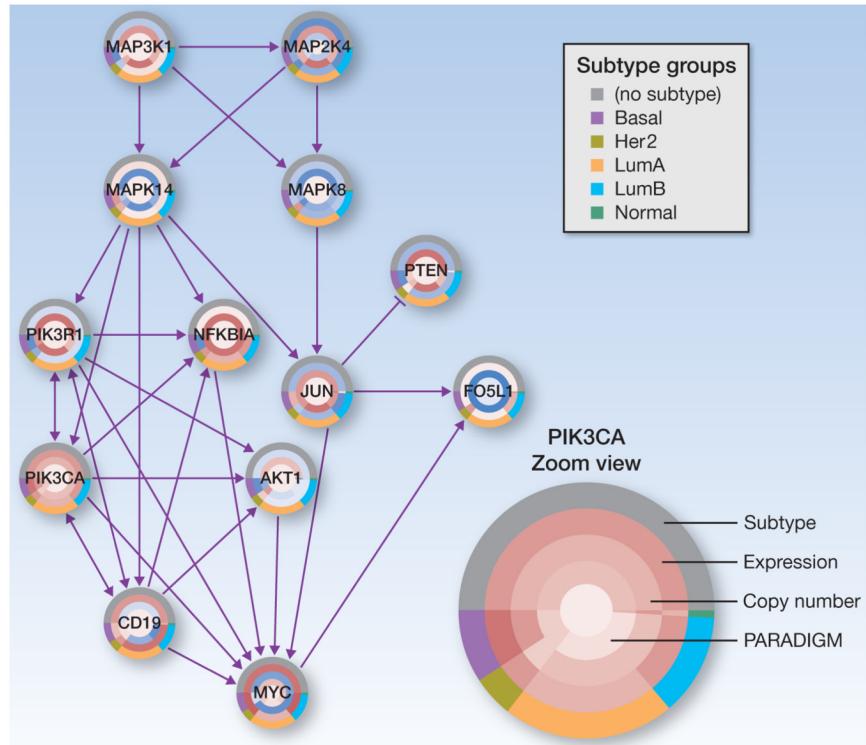 MAP3K1
MAP2K4
Subtype groups
(no subtype)
Basal
Her2
LumA
LumB
Normal
MAPK14
MAPK8
PTEN
PIK3R1
NFKBIA
JUN
FO5L1
PIK3CA
AKT1
CD19
MYC
PIK3CA
Zoom view
Subtype
Expression
Copy number
PARADIGM